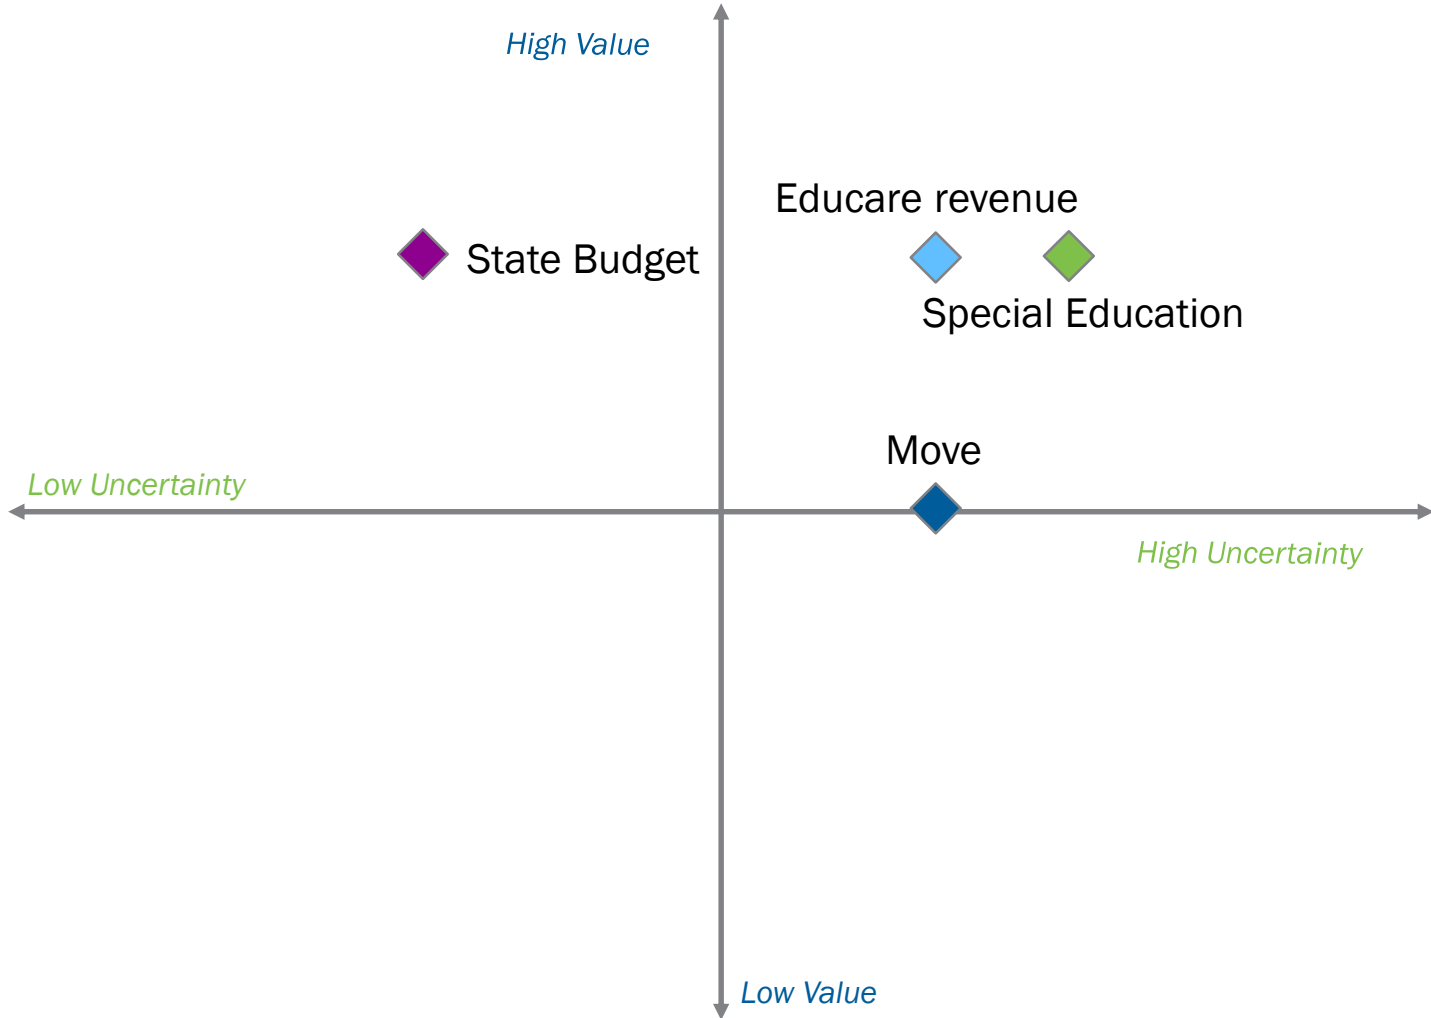 High Value
Educare revenue
State Budget
Special Education
Move
Low Uncertainty
High Uncertainty
Low Value